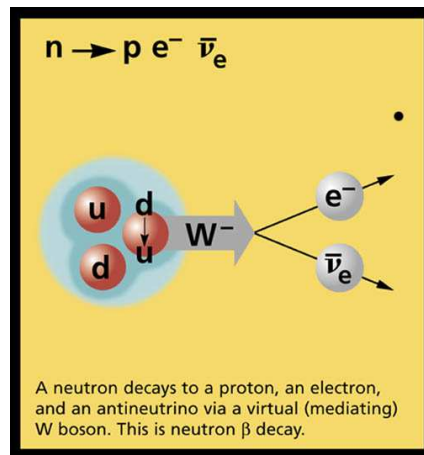 n → p e⁻ ν̄ₑ
u d
W⁻
u
d
e⁻
ν̄ₑ
A neutron decays to a proton, an electron,
and an antineutrino via a virtual (mediating)
W boson. This is neutron β decay.